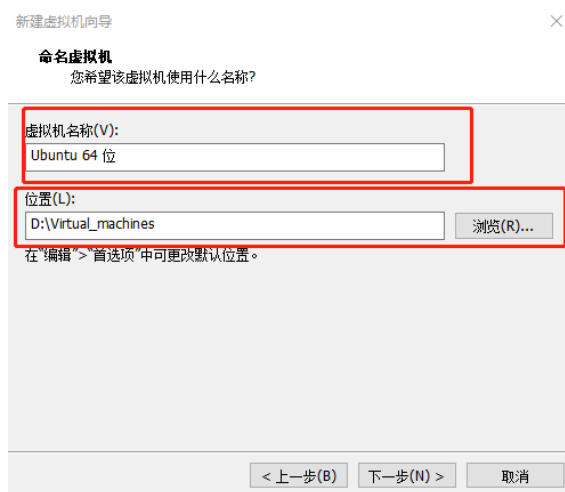 新建虚拟机向导
命名虚拟机
您希望该虚拟机使用什么名称?
虚拟机名称(V):
Ubuntu 64 位
位置(L):
D:\Virtual_machines
浏览(R)...
在"编辑">"首选项"中可更改默认位置。
< 上一步(B)
下一步(N) >
取消